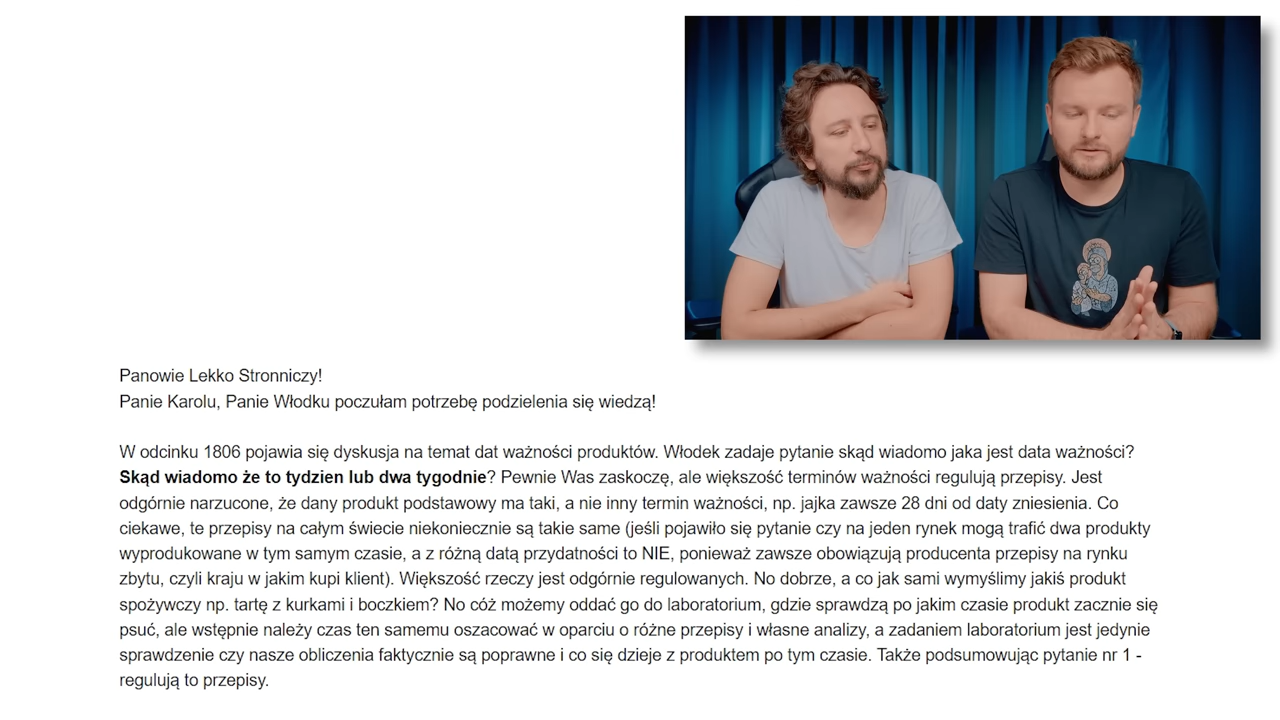 Panowie Lekko Stronniczy!
Panie Karolu, Panie Włodku poczułam potrzebę podzielenia się wiedzą!
W odcinku 1806 pojawia się dyskusja na temat dat ważności produktów. Włodek zadaje pytanie skąd wiadomo jaka jest data ważności?
Skąd wiadomo że to tydzien lub dwa tygodnie? Pewnie Was zaskoczę, ale większość terminów ważności regulują przepisy. Jest
odgórnie narzucone, że dany produkt podstawowy ma taki, a nie inny termin ważności, np. jajka zawsze 28 dni od daty zniesienia. Co
ciekawe, te przepisy na całym świecie niekoniecznie są takie same (jeśli pojawiło się pytanie czy na jeden rynek mogą trafić dwa produkty
wyprodukowane w tym samym czasie, a z różną datą przydatności to NIE, ponieważ zawsze obowiązują producenta przepisy na rynku
zbytu, czyli kraju w jakim kupi klient). Większość rzeczy jest odgórnie regulowanych. No dobrze, a co jak sami wymyślimy jakiś produkt
spożywczy np. tartę z kurkami i boczkiem? No cóż możemy oddać go do laboratorium, gdzie sprawdzą po jakim czasie produkt zacznie się
psuć, ale wstępnie należy czas ten samemu oszacować w oparciu o różne przepisy i własne analizy, a zadaniem laboratorium jest jedynie
sprawdzenie czy nasze obliczenia faktycznie są poprawne i co się dzieje z produktem po tym czasie. Także podsumowując pytanie nr 1 -
regulują to przepisy.